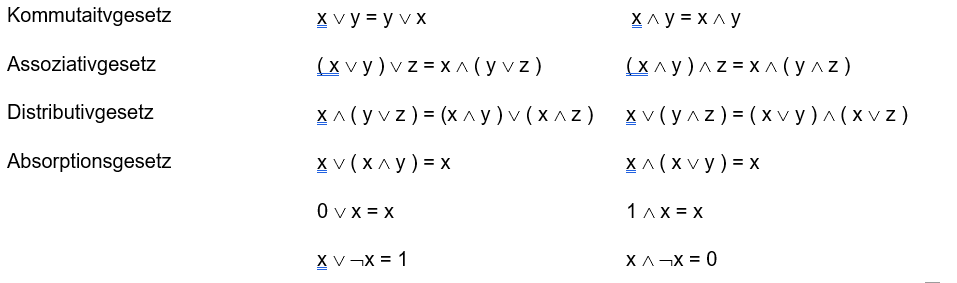 Kommutaitvgesetz x ∨ y = y ∨ x x ∧ y = x ∧ y
Assoziativgesetz ( x ∨ y ) ∨ z = x ∧ ( y ∨ z ) ( x ∧ y ) ∧ z = x ∧ ( y ∧ z )
Distributivgesetz x ∧ ( y ∨ z ) = (x ∧ y ) ∨ ( x ∧ z ) x ∨ ( y ∧ z ) = ( x ∨ y ) ∧ ( x ∨ z )
Absorptionsgesetz x ∨ ( x ∧ y ) = x x ∧ ( x ∨ y ) = x
0 ∨ x = x 1 ∧ x = x
x ∨ ¬x = 1 x ∧ ¬x = 0